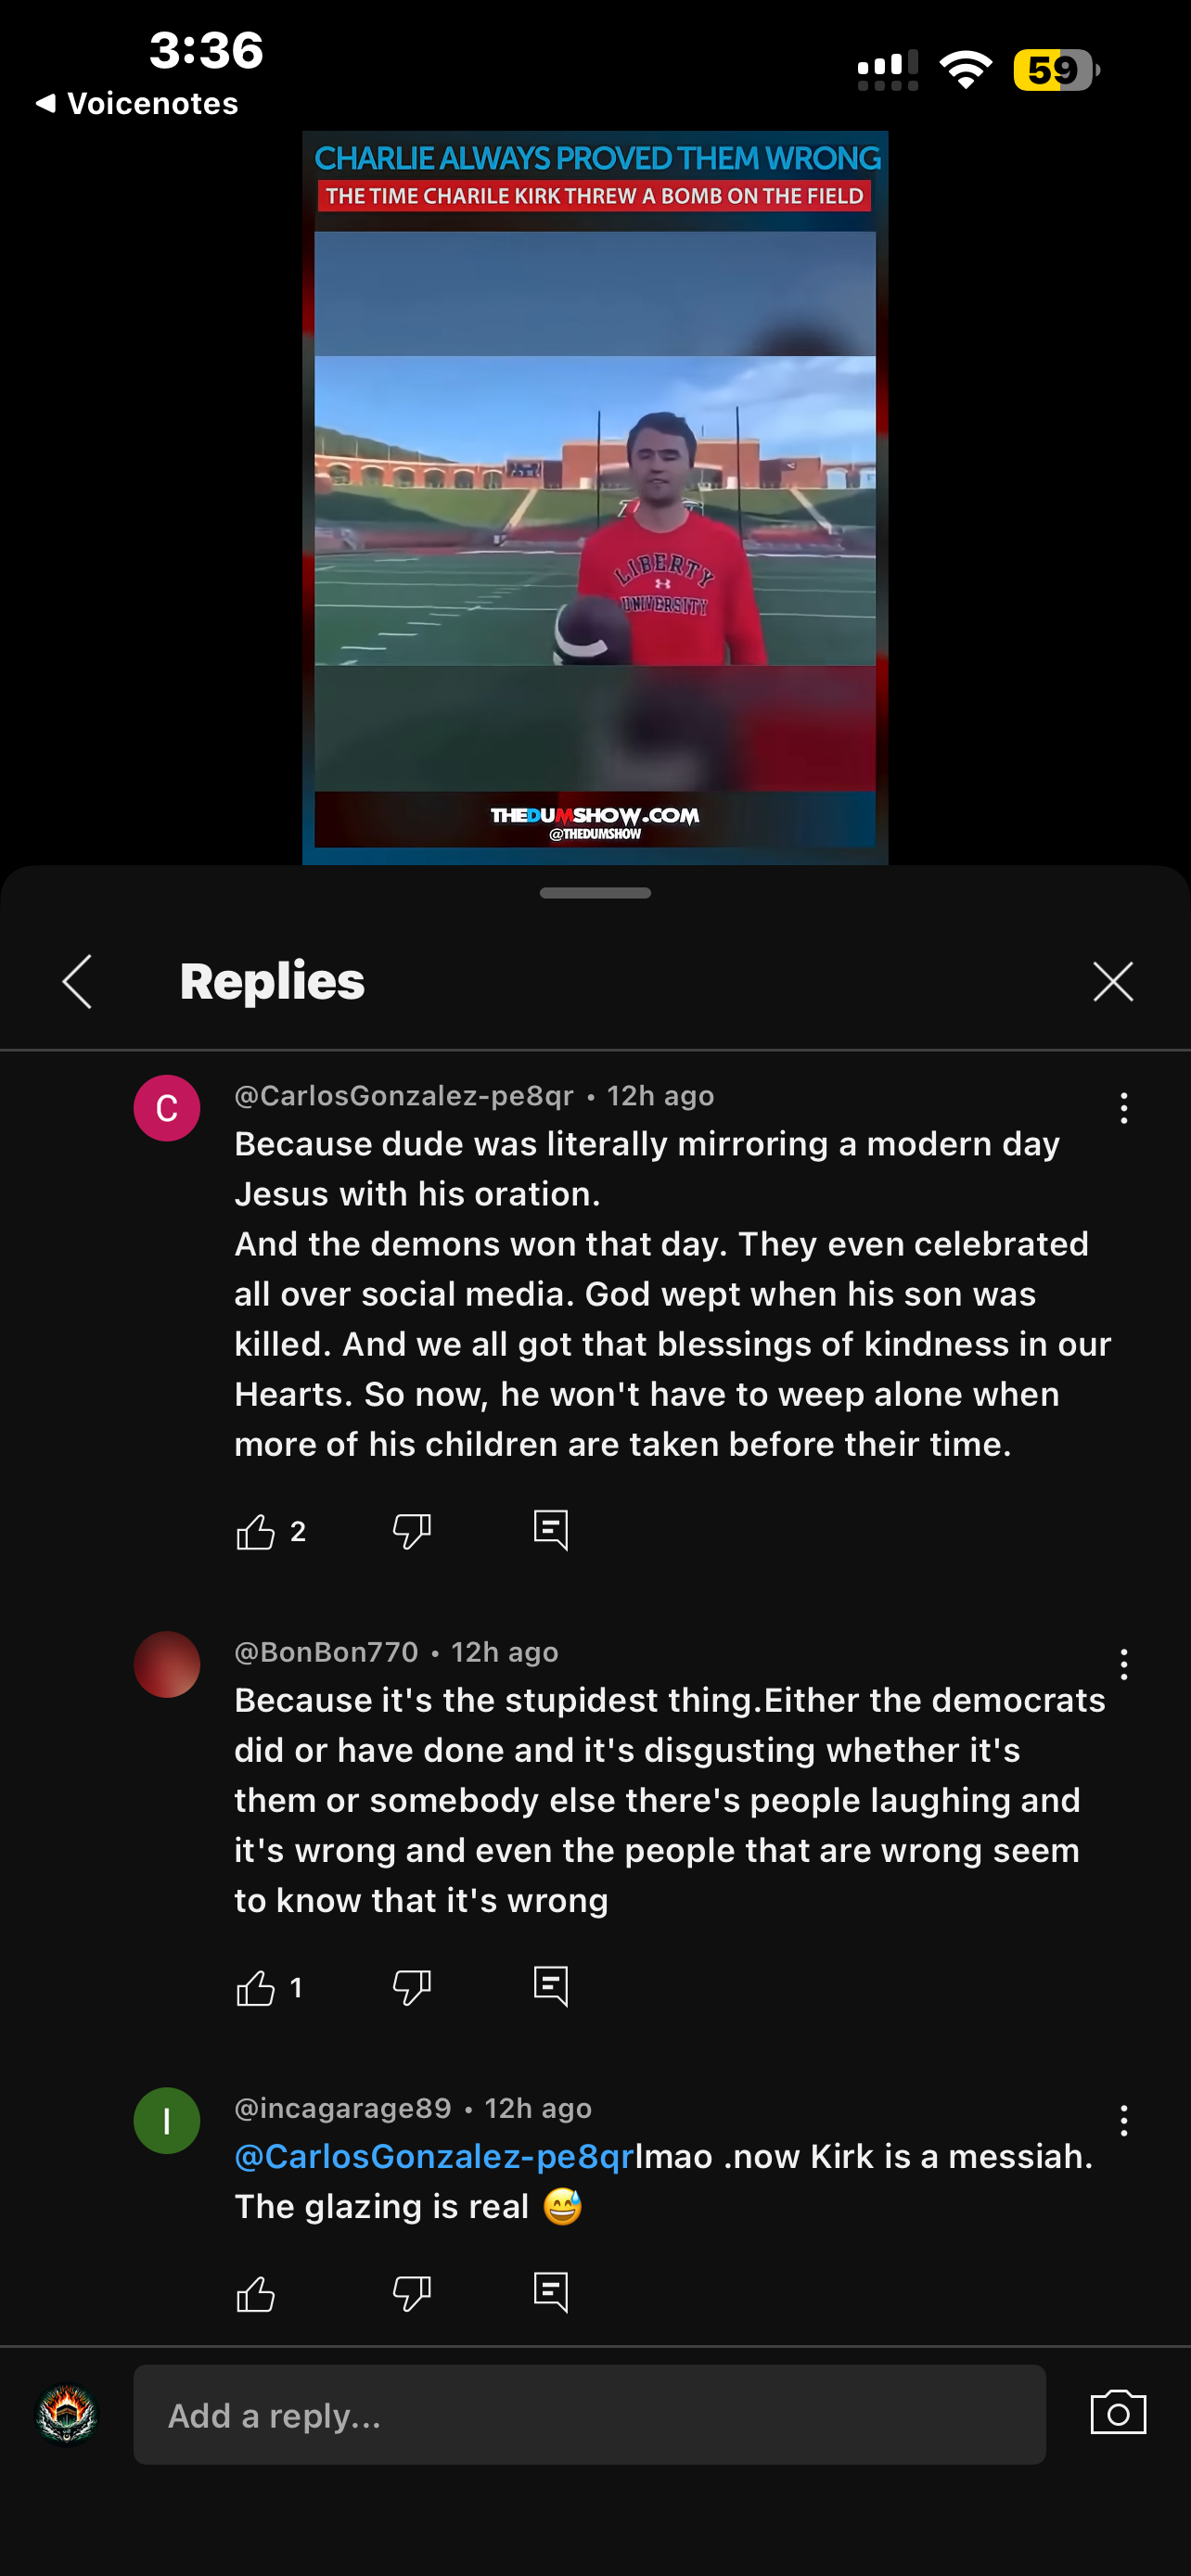 3:36
59
◀ Voicenotes
CHARLIE ALWAYS PROVED THEM WRONG
THE TIME CHARILE KIRK THREW A BOMB ON THE FIELD
LIBERTY
UNIVERSITY
THEDUMSHOW.COM
@THEDUMSHOW
Replies
C
@CarlosGonzalez-pe8qr • 12h ago
Because dude was literally mirroring a modern day
Jesus with his oration.
And the demons won that day. They even celebrated
all over social media. God wept when his son was
killed. And we all got that blessings of kindness in our
Hearts. So now, he won't have to weep alone when
more of his children are taken before their time.
2
@BonBon770 • 12h ago
Because it's the stupidest thing.Either the democrats
did or have done and it's disgusting whether it's
them or somebody else there's people laughing and
it's wrong and even the people that are wrong seem
to know that it's wrong
1
I
@incagarage89 • 12h ago
@CarlosGonzalez-pe8qrlmao .now Kirk is a messiah.
The glazing is real 😅
Add a reply...